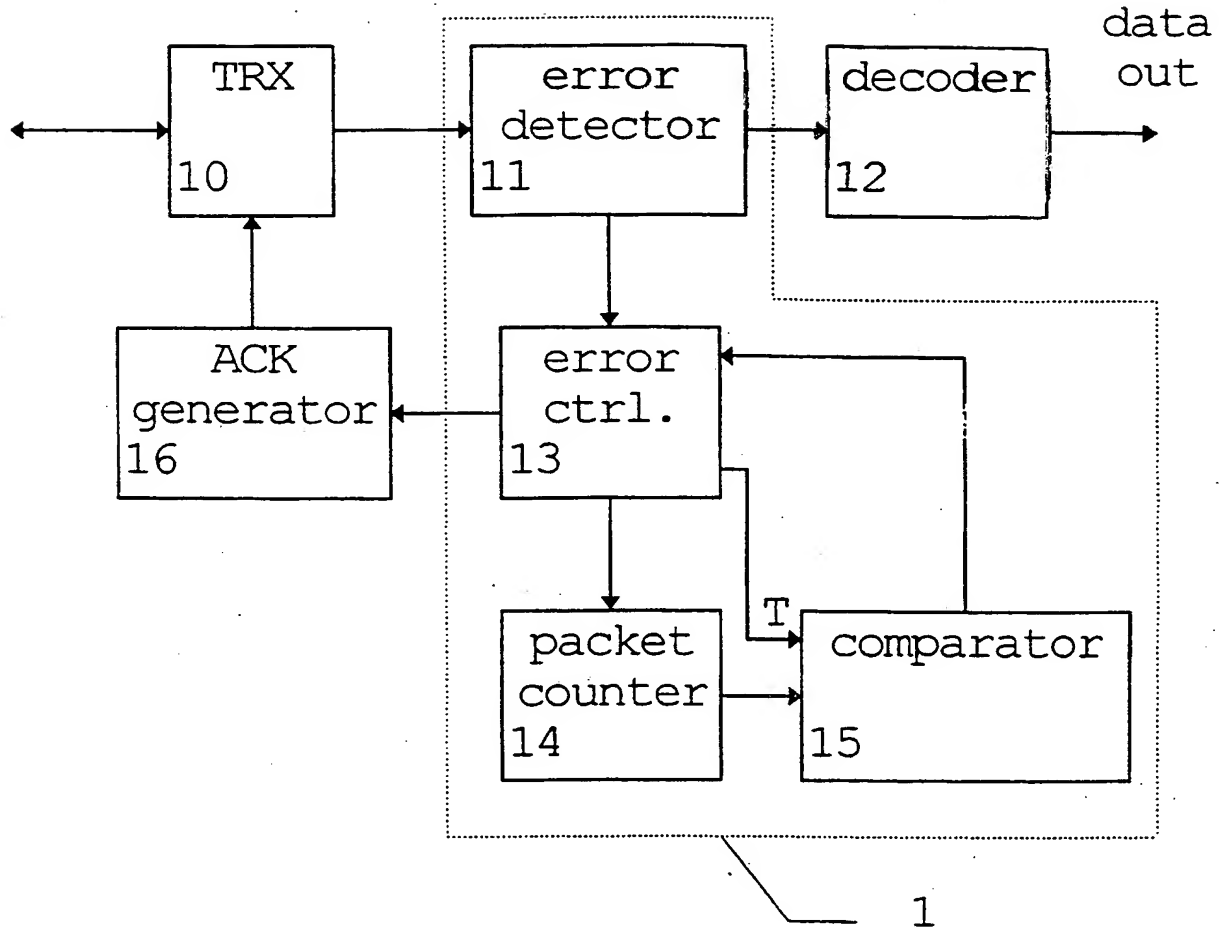 data
out
TRX
10
error
detector
11
decoder
12
ACK
generator
16
error
ctrl.
13
T
packet
counter
14
comparator
15
1